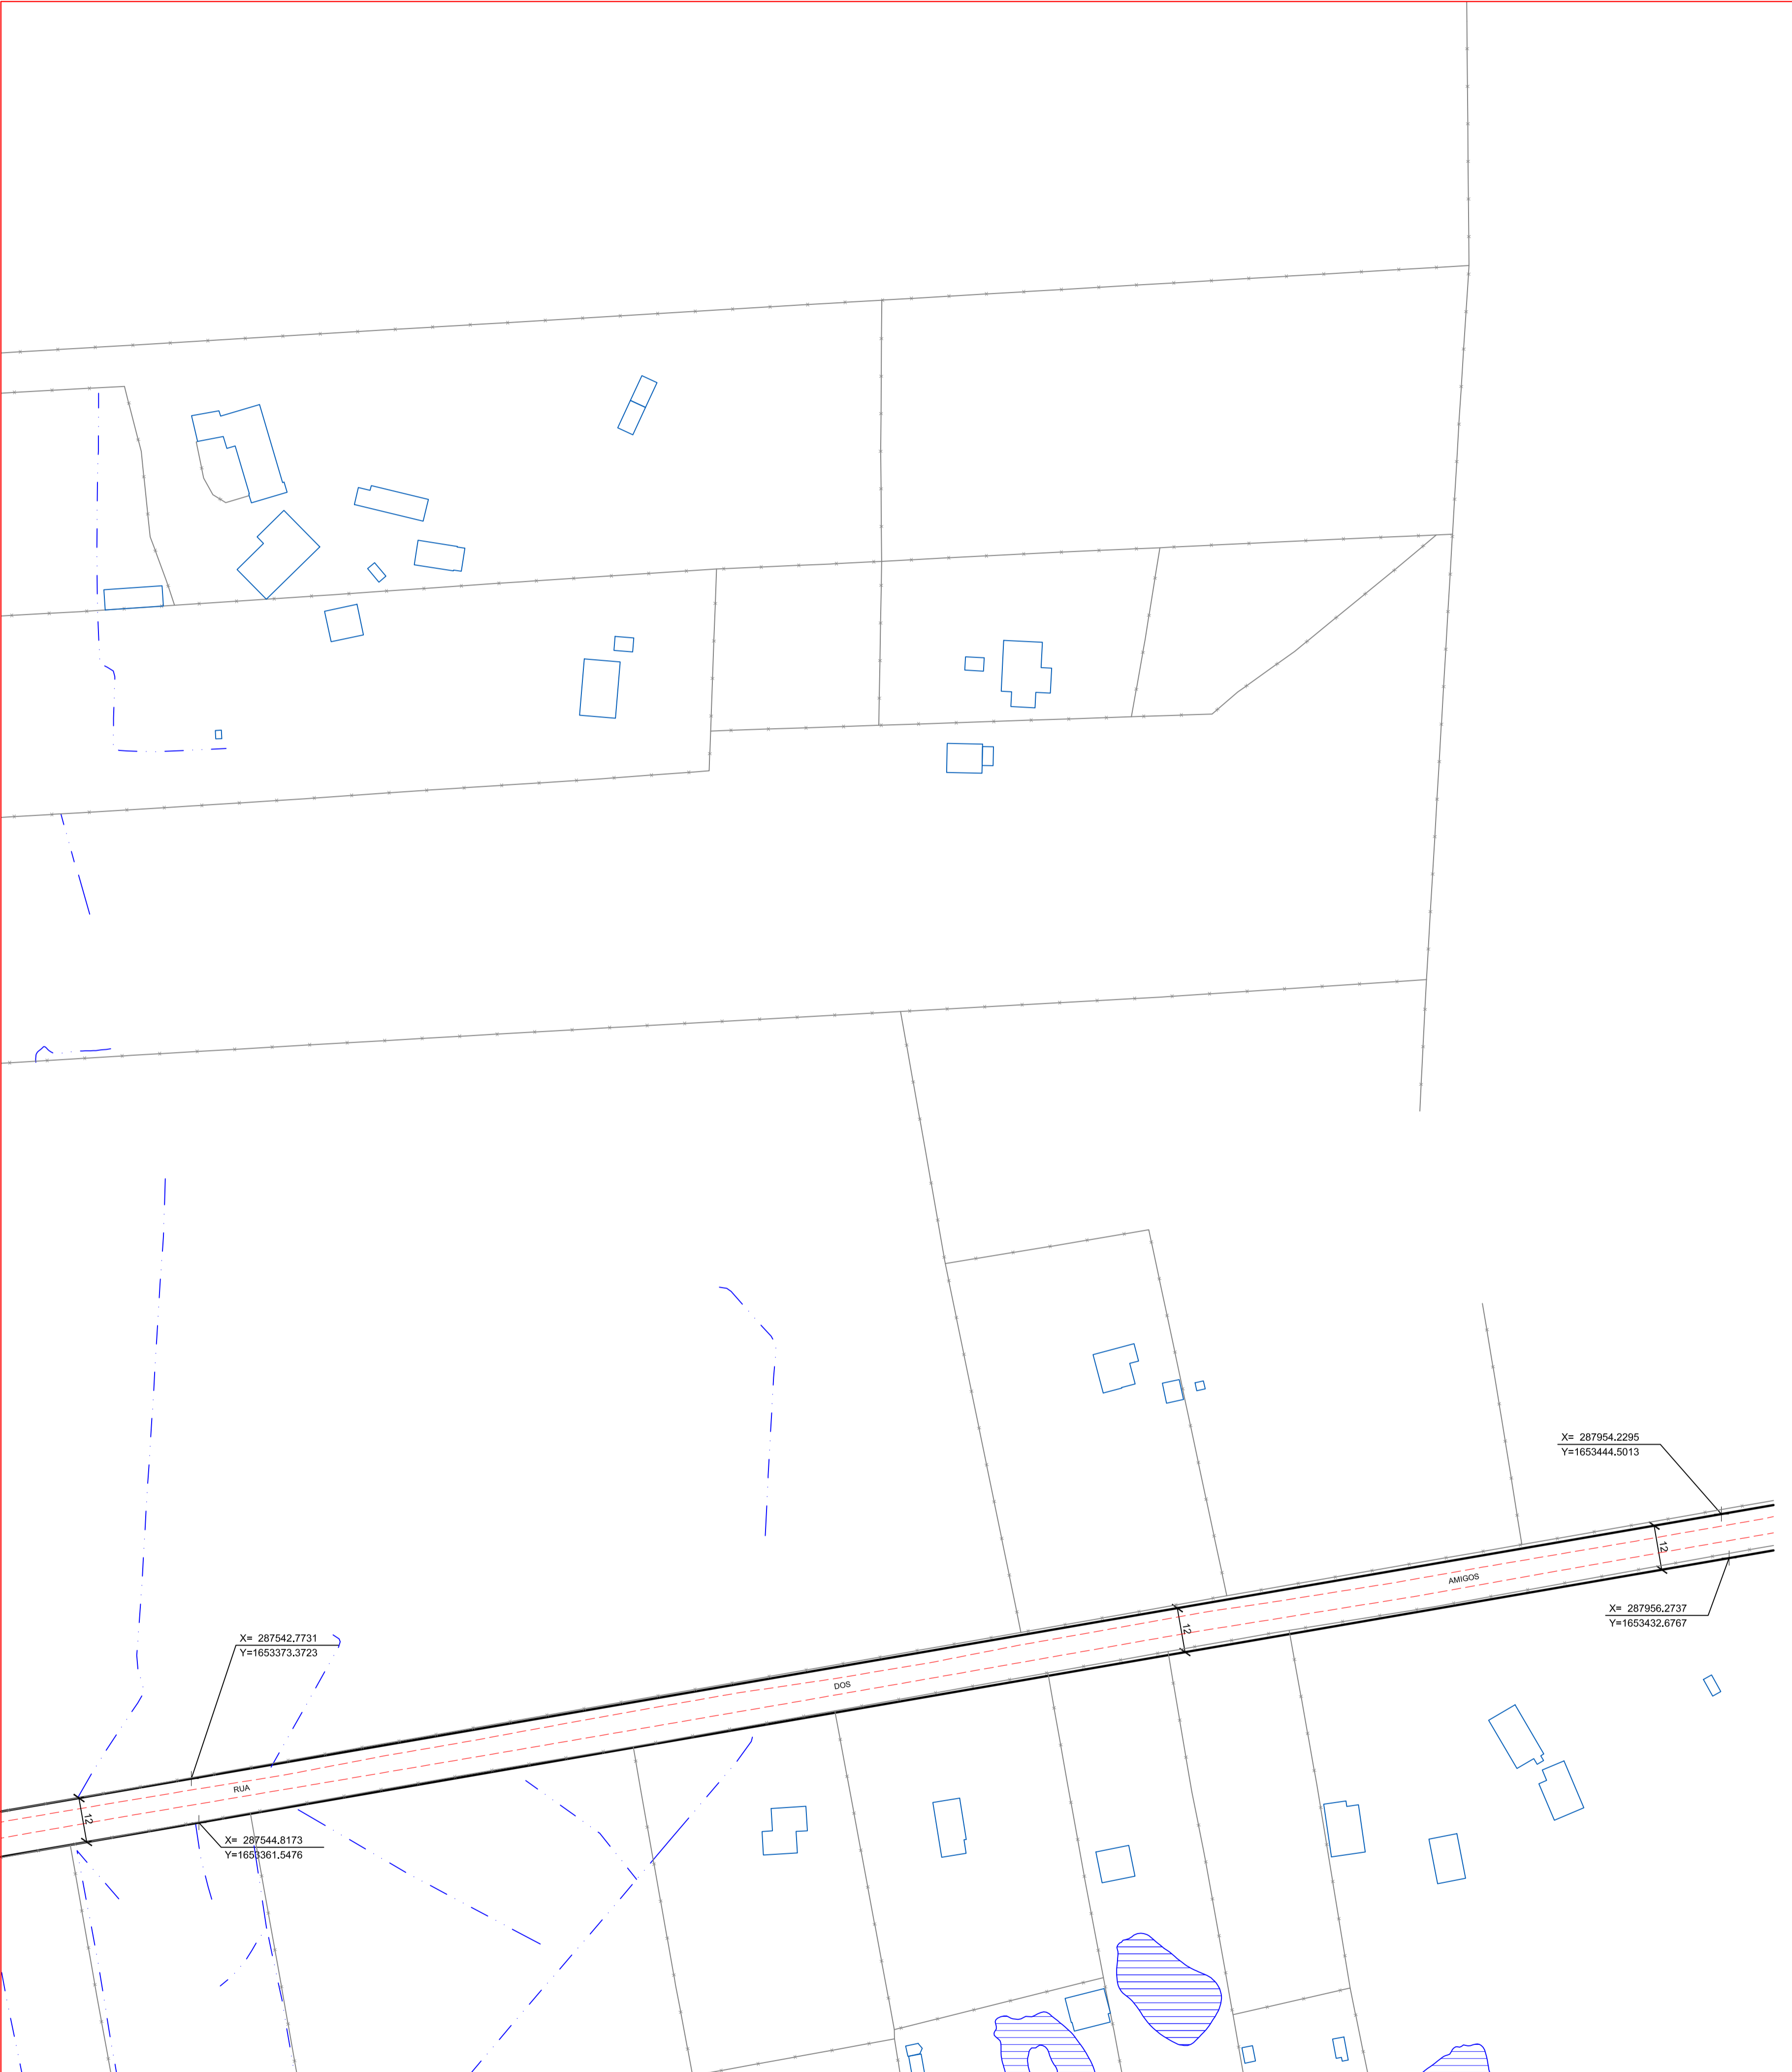 X= 287954.2295
Y=1653444.5013
12
AMIGOS
X= 287956.2737
Y=1653432.6767
12
X= 287542.7731
Y=1653373.3723
DOS
RUA
12
X= 287544.8173
Y=1653361.5476